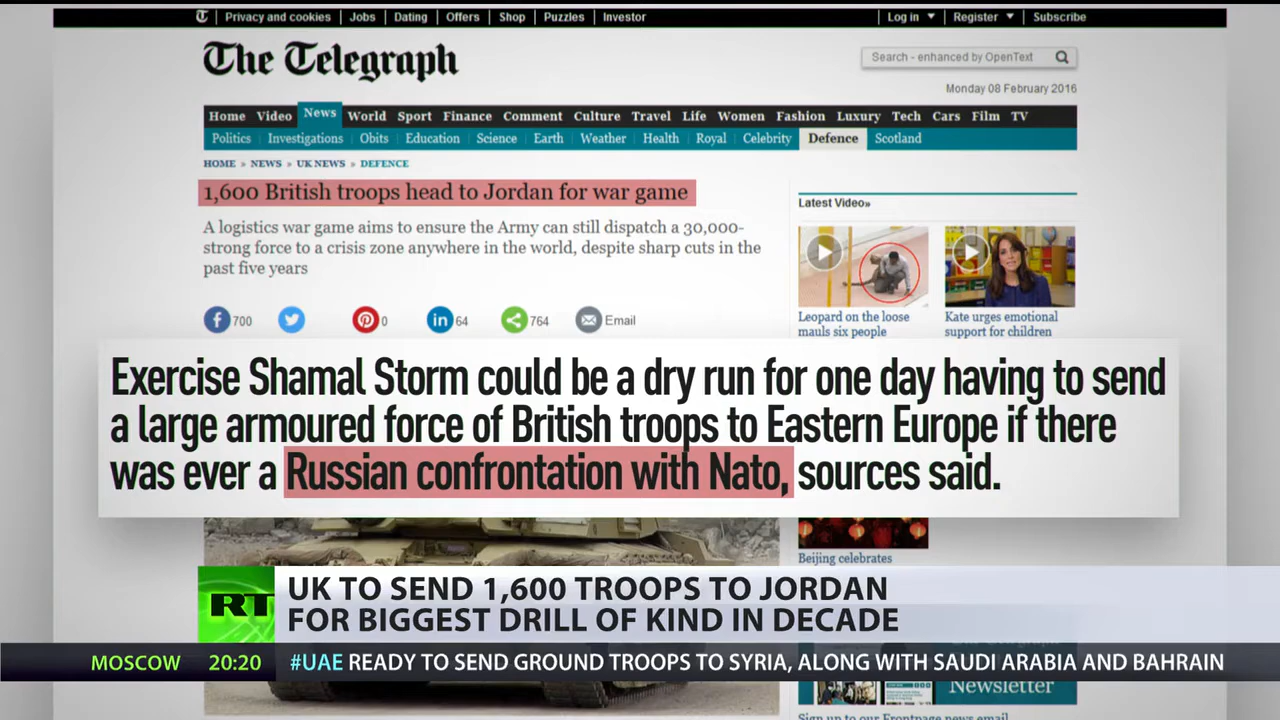 Privacy and cookies Jobs Dating Offers Shop Puzzles Investor Log in Register Subscribe
The Telegraph
Search - enhanced by OpenText
Monday 08 February 2016
Home Video News World Sport Finance Comment Culture Travel Life Women Fashion Luxury Tech Cars Film TV
Politics Investigations Obits Education Science Earth Weather Health Royal Celebrity Defence Scotland
HOME » NEWS » UK NEWS » DEFENCE
1,600 British troops head to Jordan for war game
A logistics war game aims to ensure the Army can still dispatch a 30,000-
strong force to a crisis zone anywhere in the world, despite sharp cuts in the
past five years
700 0 64 764 Email
Latest Video»
Leopard on the loose
mauls six people
Kate urges emotional
support for children
Exercise Shamal Storm could be a dry run for one day having to send
a large armoured force of British troops to Eastern Europe if there
was ever a Russian confrontation with Nato, sources said.
Beijing celebrates
RT
UK TO SEND 1,600 TROOPS TO JORDAN
FOR BIGGEST DRILL OF KIND IN DECADE
MOSCOW 20:20 #UAE READY TO SEND GROUND TROOPS TO SYRIA, ALONG WITH SAUDI ARABIA AND BAHRAIN
Newsletter
Sign up to our Frontpage news email